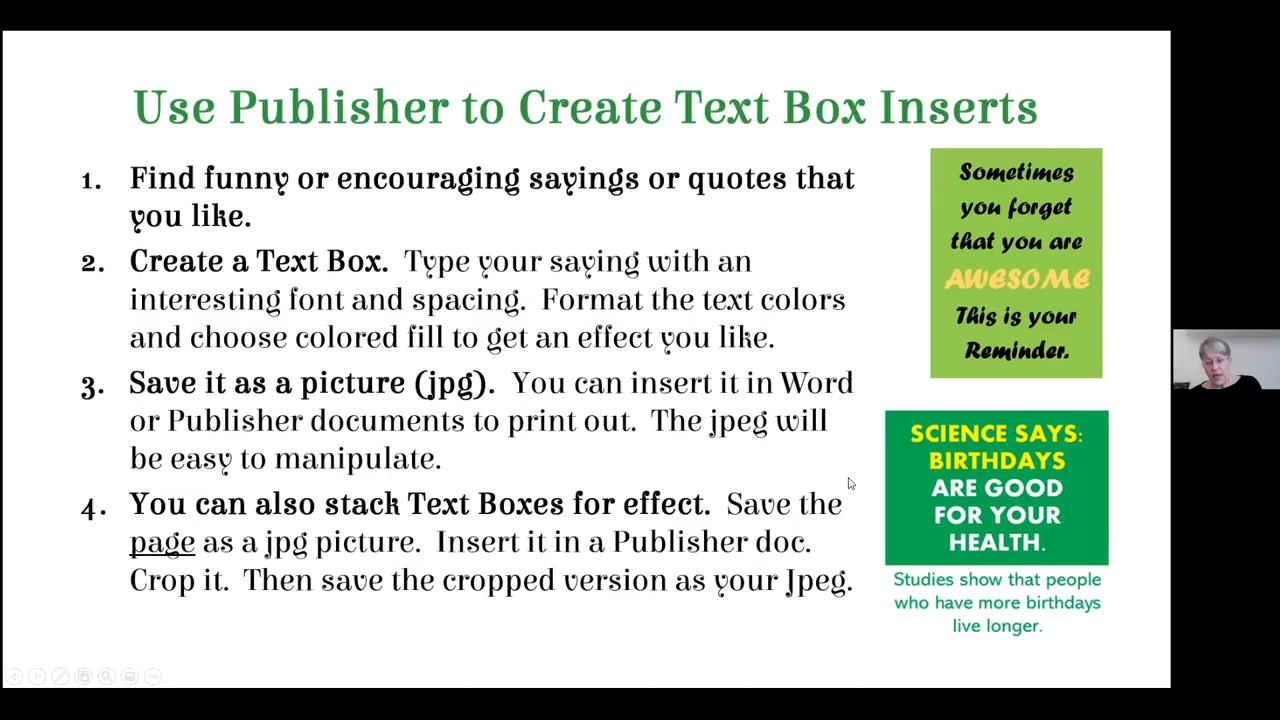 Use Publisher to Create Text Box Inserts
1. Find funny or encouraging sayings or quotes that
you like.
2. Create a Text Box. Type your saying with an
interesting font and spacing. Format the text colors
and choose colored fill to get an effect you like.
3. Save it as a picture (jpg). You can insert it in Word
or Publisher documents to print out. The jpeg will
be easy to manipulate.
4. You can also stack Text Boxes for effect. Save the
page as a jpg picture. Insert it in a Publisher doc.
Crop it. Then save the cropped version as your Jpeg.
Sometimes
you forget
that you are
AWESOME
This is your
Reminder.
SCIENCE SAYS:
BIRTHDAYS
ARE GOOD
FOR YOUR
HEALTH.
Studies show that people
who have more birthdays
live longer.